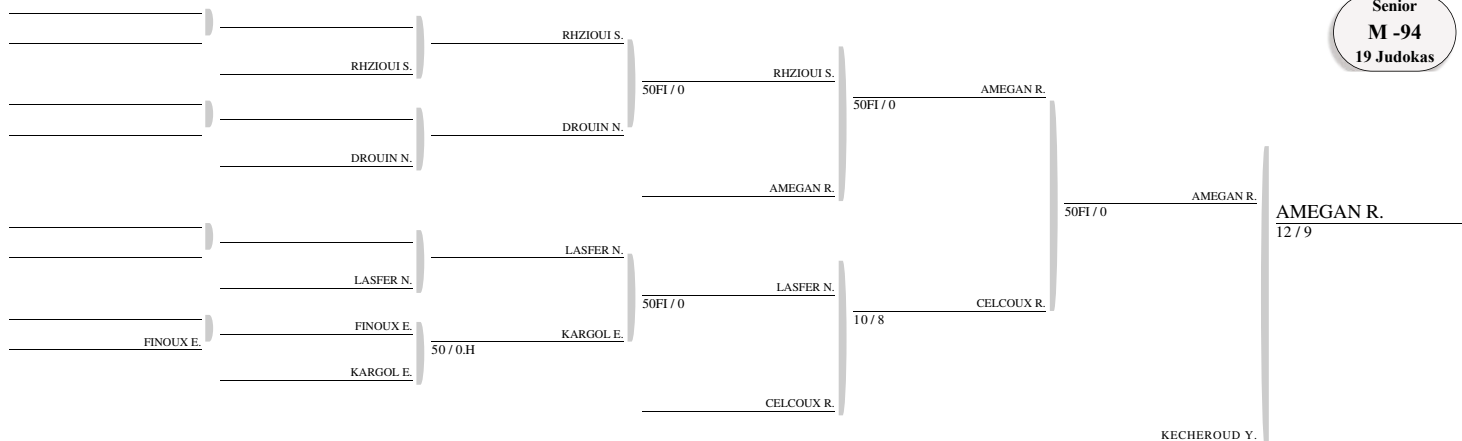 Senior
M -94
19 Judokas
RHZIOUI S.
RHZIOUI S.
RHZIOUI S.
50FI / 0
AMEGAN R.
50FI / 0
DROUIN N.
DROUIN N.
AMEGAN R.
AMEGAN R.
50FI / 0
AMEGAN R.
12 / 9
LASFER N.
LASFER N.
LASFER N.
50FI / 0
CELCOUX R.
10 / 8
FINOUX E.
FINOUX E.
KARGOL E.
50 / 0.H
KARGOL E.
CELCOUX R.
KECHEROUD Y.